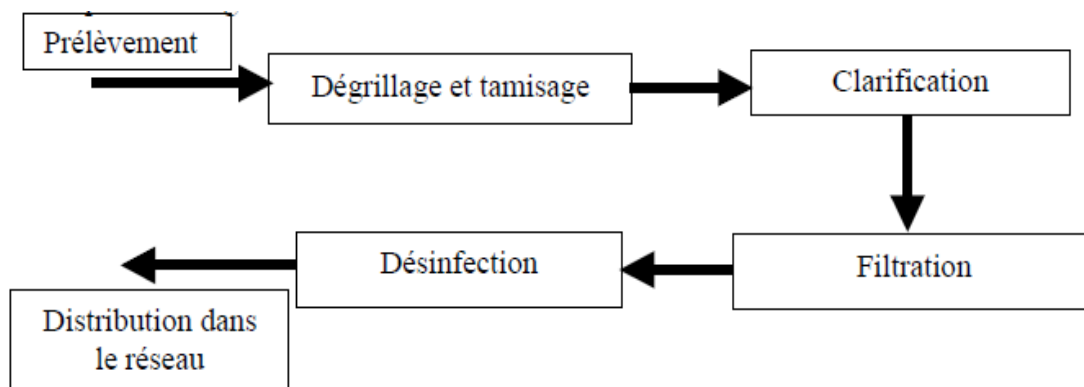 Prélèvement
Dégrillage et tamisage
Clarification
Filtration
Désinfection
Distribution dans
le réseau